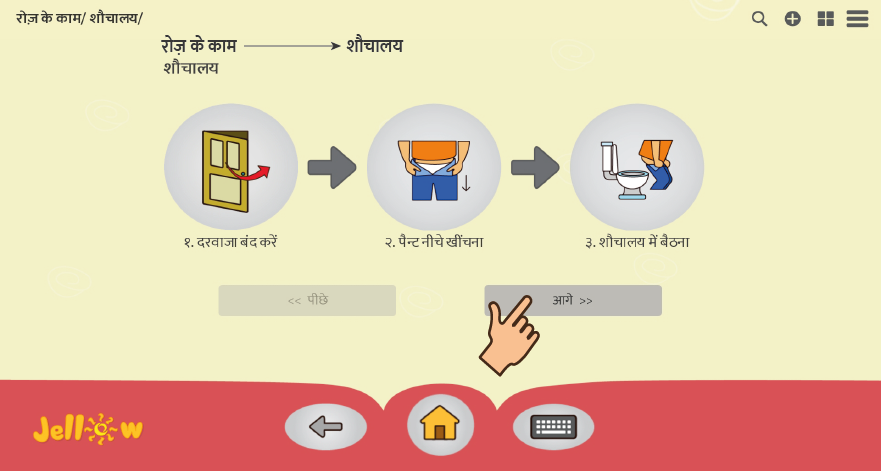 रोज़ के काम/ शौचालय/
रोज़ के काम
शौचालय
शौचालय
१. दरवाजा बंद करें
२. पैन्ट नीचे खींचना
३. शौचालय में बैठना
<< पीछे
आगे >>
Jellow